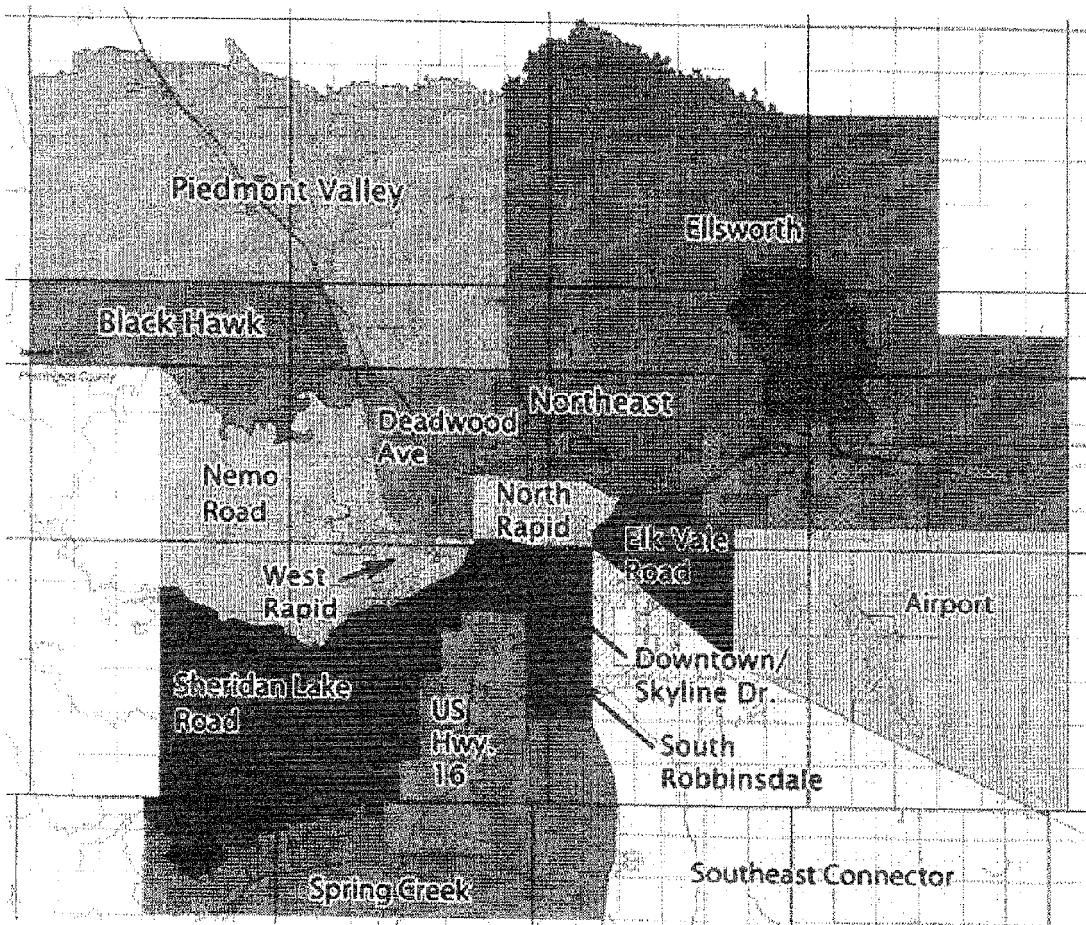 Piedmont Valley
Ellsworth
Black Hawk
Northeast
Deadwood
Ave
Nemo
Road
North
Rapid
Elk Vale
Road
West
Rapid
Airport
Downtown/
Skyline Dr.
Sheridan Lake
Road
US
Hwy.
16
South
Robbinsdale
Southeast Connector
Spring Creek